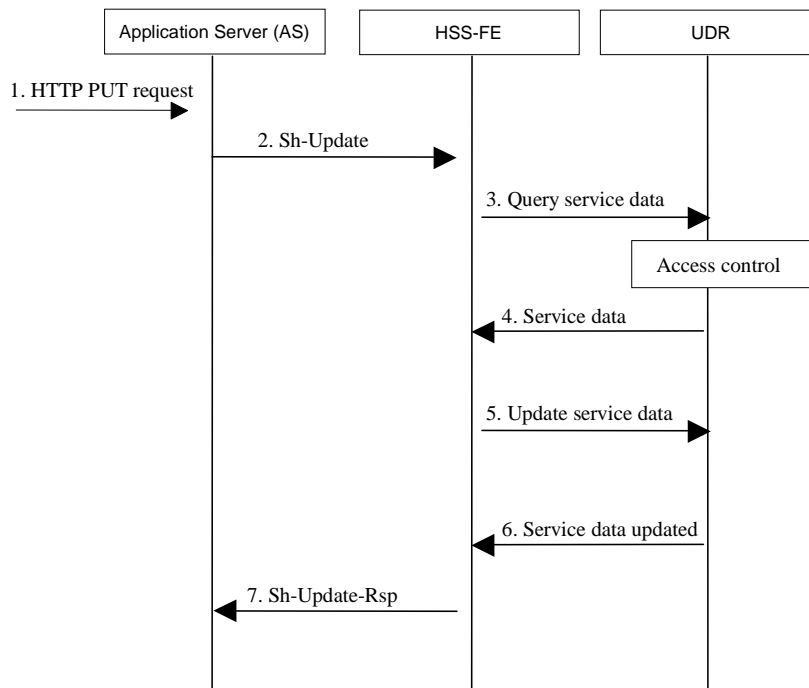 Application Server (AS)
HSS-FE
UDR
1. HTTP PUT request
2. Sh-Update
3. Query service data
Access control
4. Service data
5. Update service data
6. Service data updated
7. Sh-Update-Rsp